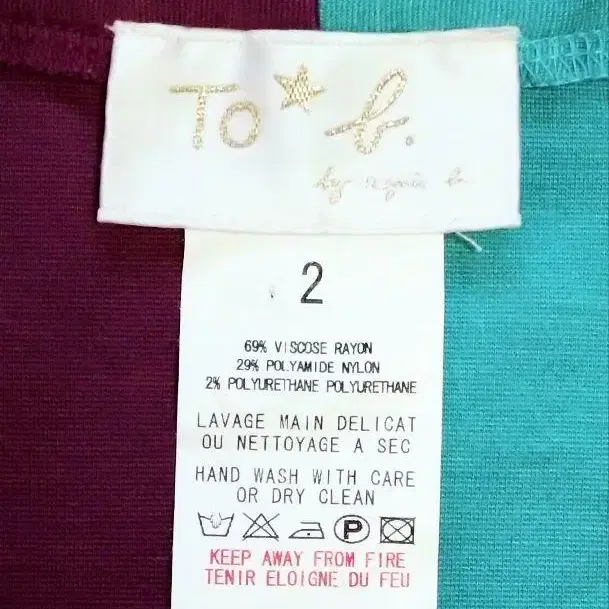 To★b.
by agnès b.
2
69% VISCOSE RAYON
29% POLYAMIDE NYLON
2% POLYURETHANE POLYURETHANE
LAVAGE MAIN DELICAT
OU NETTOYAGE A SEC
HAND WASH WITH CARE
OR DRY CLEAN
P
KEEP AWAY FROM FIRE
TENIR ELOIGNE DU FEU